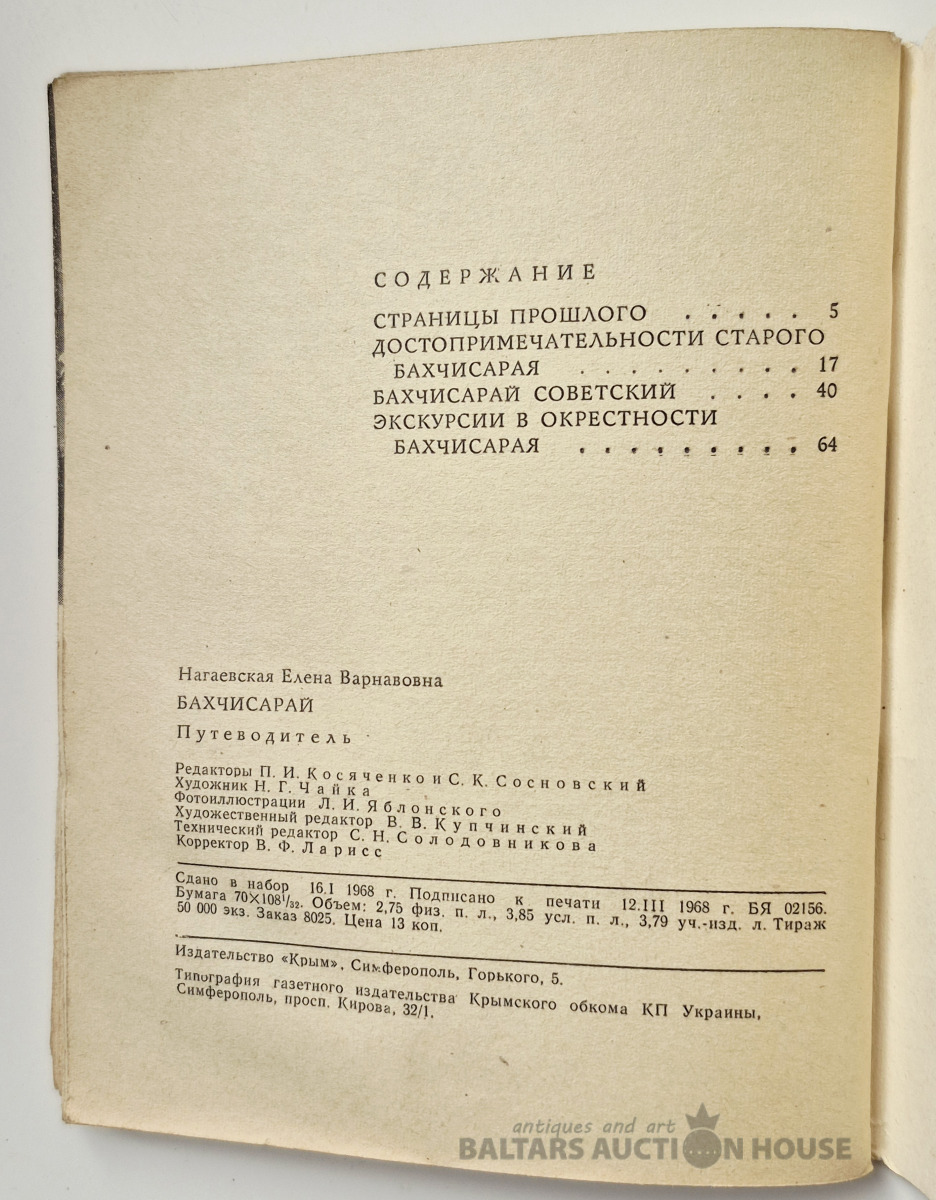 СОДЕРЖАНИЕ
СТРАНИЦЫ ПРОШЛОГО . . . . . 5
ДОСТОПРИМЕЧАТЕЛЬНОСТИ СТАРОГО
БАХЧИСАРАЯ . . . . . . . . . 17
БАХЧИСАРАЙ СОВЕТСКИЙ . . . . 40
ЭКСКУРСИИ В ОКРЕСТНОСТИ
БАХЧИСАРАЯ . . . . . . . . . 64
Нагаевская Елена Варнавовна
БАХЧИСАРАЙ
Путеводитель
Редакторы П. И. Косяченко и С. К. Сосновский
Художник Н. Г. Чайка
Фотоиллюстрации Л. И. Яблонского
Художественный редактор В. В. Купчинский
Технический редактор С. Н. Солодовникова
Корректор В. Ф. Ларисс
Сдано в набор 16.I 1968 г. Подписано к печати 12.III 1968 г. БЯ 02156.
Бумага 70×108¹/₃₂. Объем: 2,75 физ. п. л., 3,85 усл. п. л., 3,79 уч.-изд. л. Тираж
50 000 экз. Заказ 8025. Цена 13 коп.
Издательство «Крым», Симферополь, Горького, 5.
Типография газетного издательства Крымского обкома КП Украины,
Симферополь, просп. Кирова, 32/1.
antiques and art
BALTARS AUCTION HOUSE